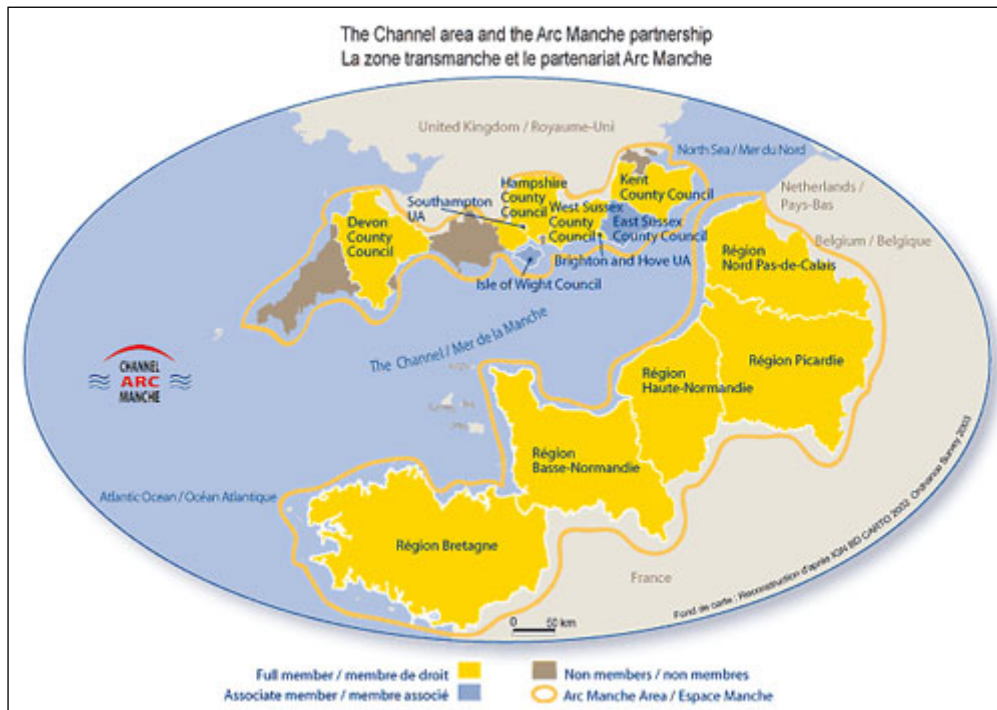 The Channel area and the Arc Manche partnership
La zone transmanche et le partenariat Arc Manche
United Kingdom / Royaume-Uni
North Sea / Mer du Nord
Netherlands /
Pays-Bas
Belgium / Belgique
Devon
County
Council
Southampton
UA
Hampshire
County
Council
West Sussex
County
Council
Kent
County Council
East Sussex
County Council
Brighton and Hove UA
Isle of Wight Council
Région
Nord Pas-de-Calais
The Channel / Mer de la Manche
CHANNEL
ARC
MANCHE
Région Picardie
Région
Haute-Normandie
Région
Basse-Normandie
Atlantic Ocean / Océan Atlantique
Région Bretagne
France
0 50 km
Fond de carte : Reconstruction d'après IGN BD CARTO 2002 Ordnance Survey 2003
Full member / membre de droit
Associate member / membre associé
Non members / non membres
Arc Manche Area / Espace Manche